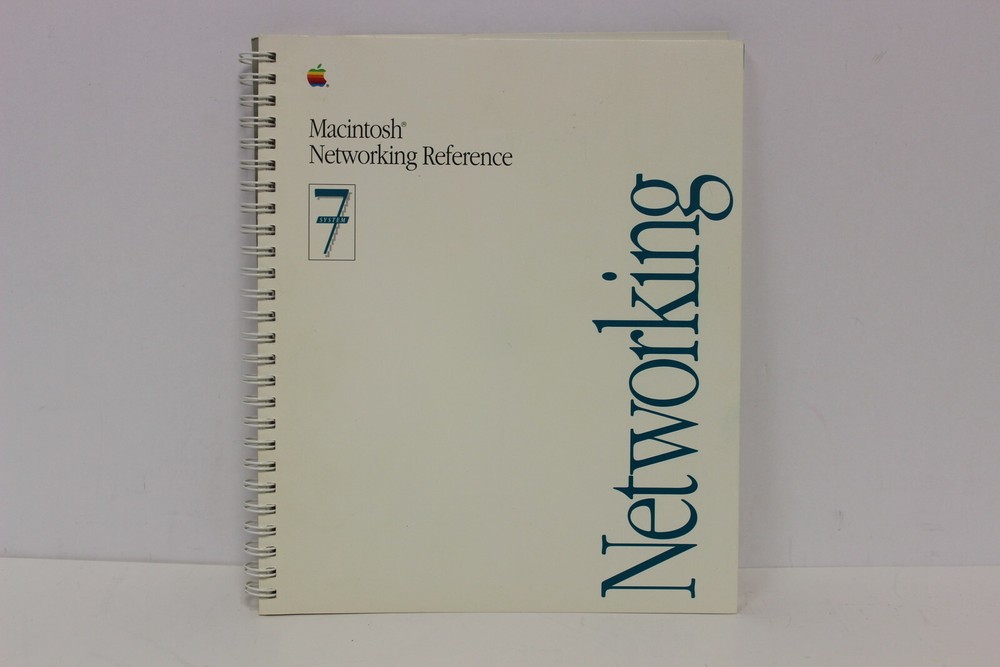 Macintosh®
Networking Reference
7
SYSTEM
Networking